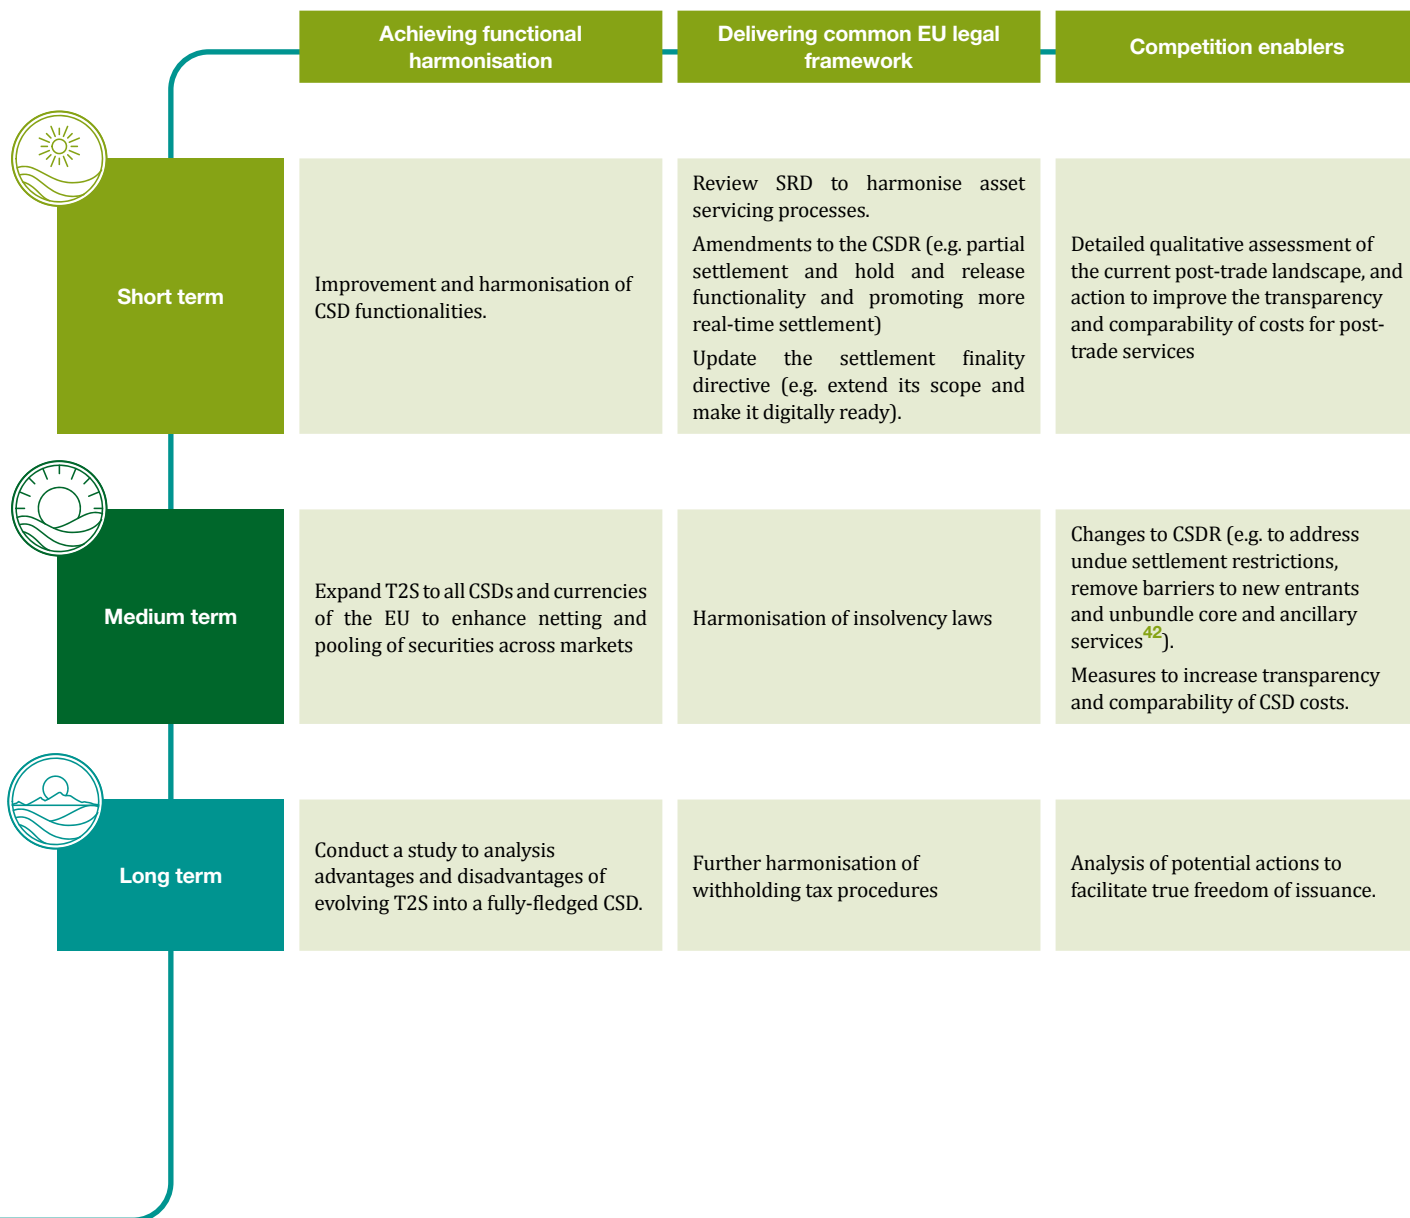 Achieving functional
harmonisation
Delivering common EU legal
framework
Competition enablers
Short term
Improvement and harmonisation of
CSD functionalities.
Review SRD to harmonise asset
servicing processes.
Amendments to the CSDR (e.g. partial
settlement and hold and release
functionality and promoting more
real-time settlement)
Update the settlement finality
directive (e.g. extend its scope and
make it digitally ready).
Detailed qualitative assessment of
the current post-trade landscape, and
action to improve the transparency
and comparability of costs for post-
trade services
Medium term
Expand T2S to all CSDs and currencies
of the EU to enhance netting and
pooling of securities across markets
Harmonisation of insolvency laws
Changes to CSDR (e.g. to address
undue settlement restrictions,
remove barriers to new entrants
and unbundle core and ancillary
services42).
Measures to increase transparency
and comparability of CSD costs.
Long term
Conduct a study to analysis
advantages and disadvantages of
evolving T2S into a fully-fledged CSD.
Further harmonisation of
withholding tax procedures
Analysis of potential actions to
facilitate true freedom of issuance.